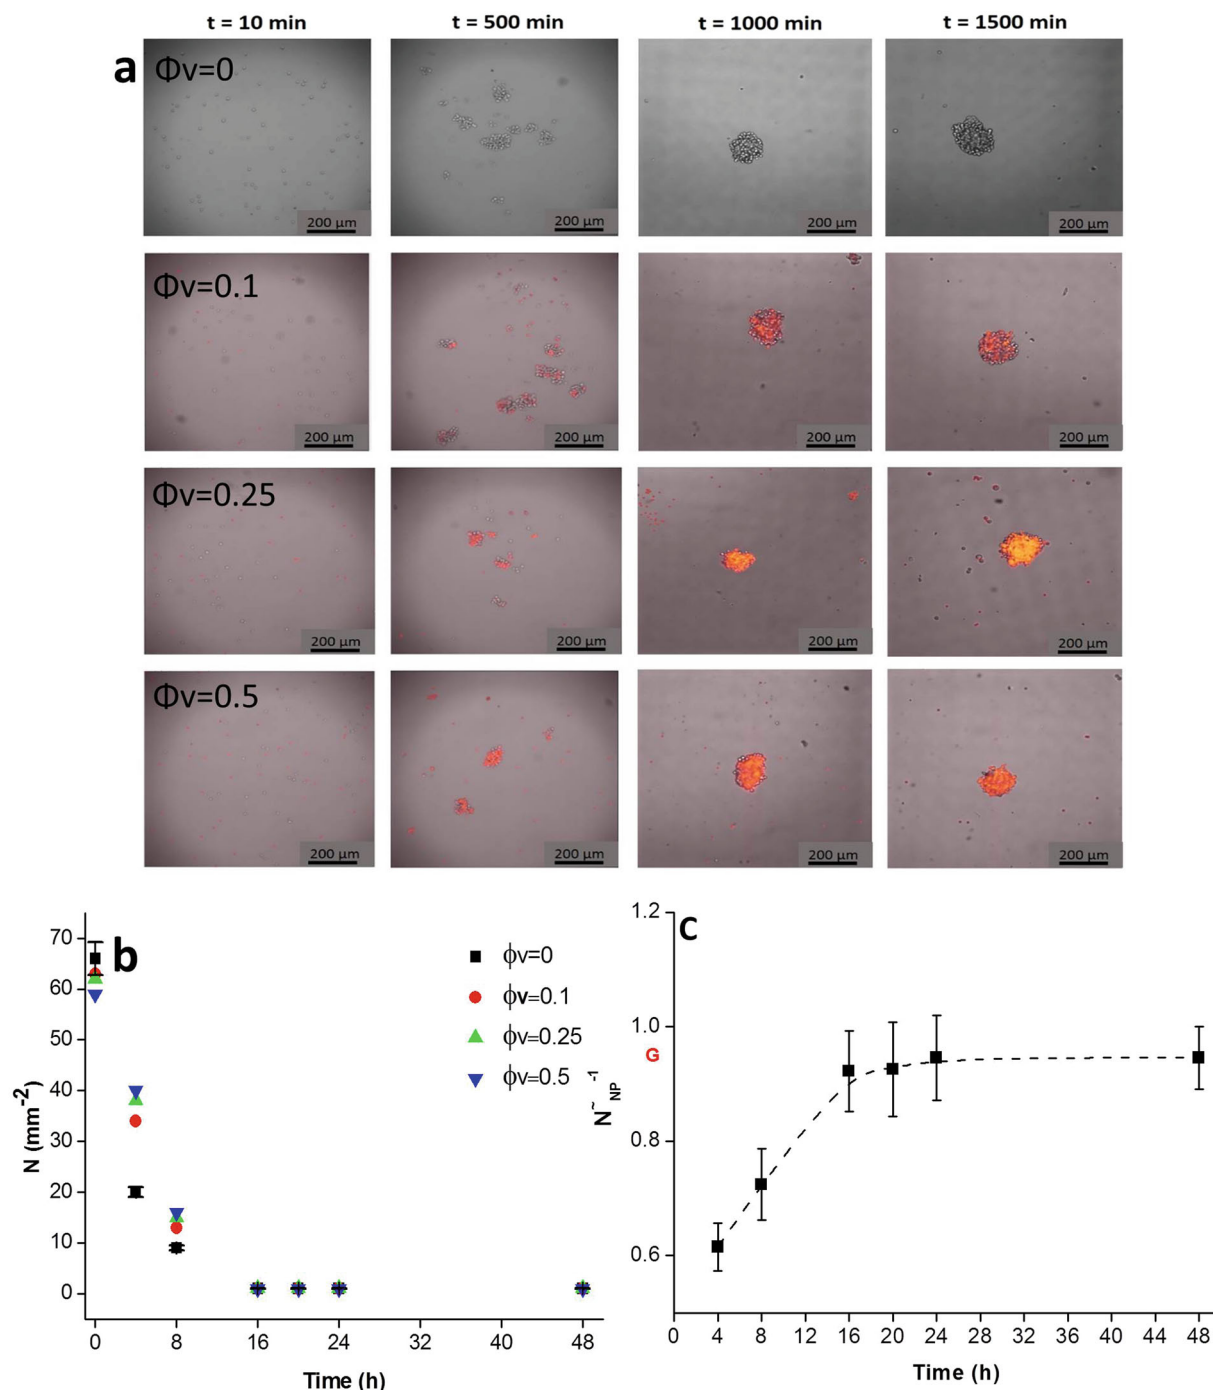 t = 10 min t = 500 min t = 1000 min t = 1500 min
a
Φv=0
200 µm 200 µm 200 µm 200 µm
Φv=0.1
200 µm 200 µm 200 µm 200 µm
Φv=0.25
200 µm 200 µm 200 µm 200 µm
Φv=0.5
200 µm 200 µm 200 µm 200 µm
b
N (mm⁻²)
70
60
50
40
30
20
10
0
ϕv=0
ϕv=0.1
ϕv=0.25
ϕv=0.5
0 8 16 24 32 40 48
Time (h)
c
G
N~NP⁻¹
1.2
1.0
0.8
0.6
0 4 8 12 16 20 24 28 32 36 40 44 48
Time (h)